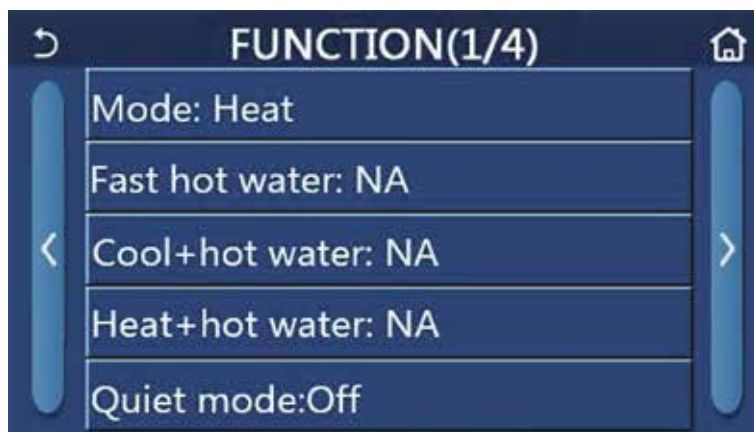 FUNCTION(1/4)
Mode: Heat
Fast hot water: NA
Cool+hot water: NA
Heat+hot water: NA
Quiet mode:Off